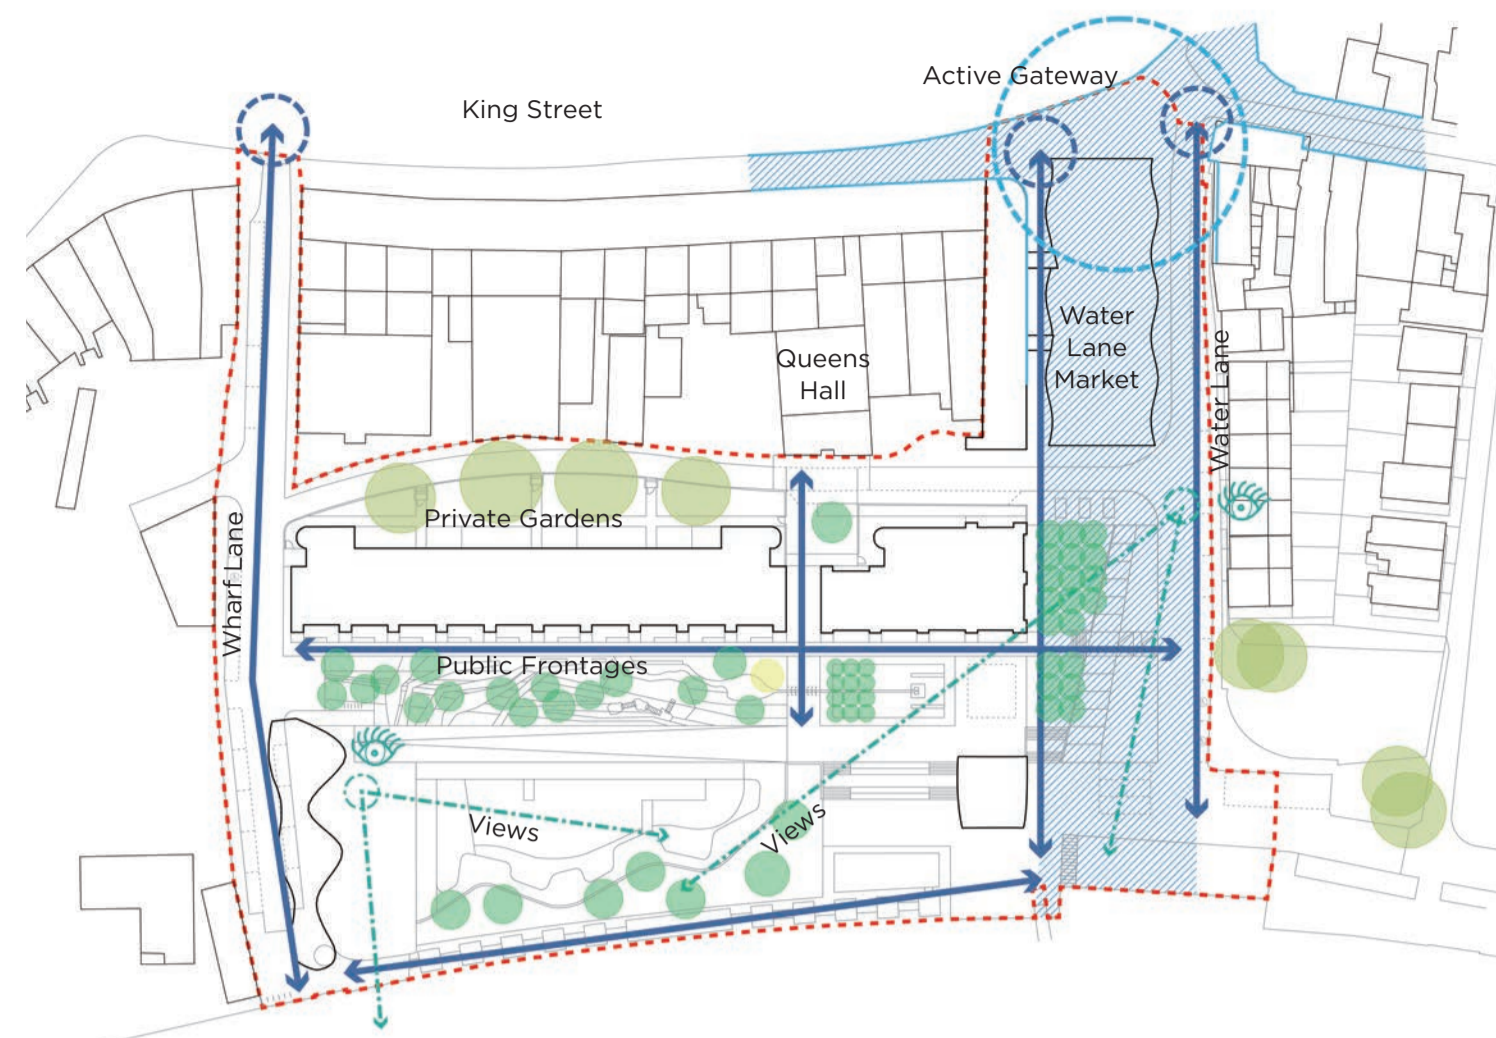 Active Gateway
King Street
Water
Lane
Market
Queens
Hall
Water Lane
Private Gardens
Wharf Lane
Public Frontages
Views
Views